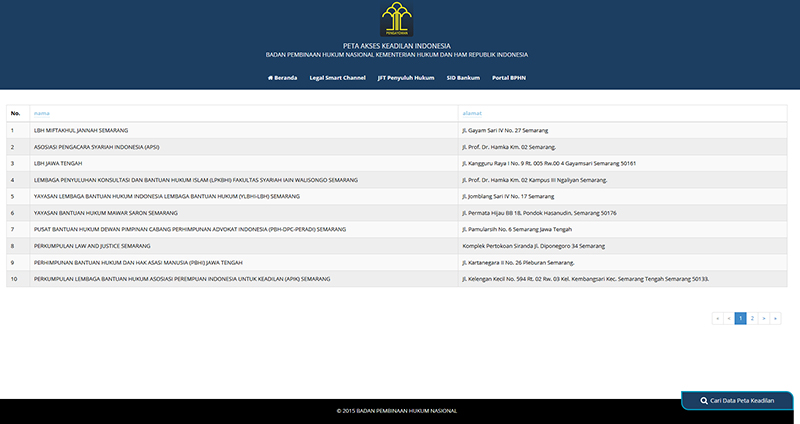 PENGAYOMAN
PETA AKSES KEADILAN INDONESIA
BADAN PEMBINAAN HUKUM NASIONAL KEMENTERIAN HUKUM DAN HAM REPUBLIK INDONESIA
Beranda Legal Smart Channel JFT Penyuluh Hukum SID Bankum Portal BPHN
No. nama alamat
1 LBH MIFTAKHUL JANNAH SEMARANG Jl. Gayam Sari IV No. 27 Semarang
2 ASOSIASI PENGACARA SYARIAH INDONESIA (APSI) Jl. Prof. Dr. Hamka Km. 02 Semarang.
3 LBH JAWA TENGAH Jl. Kangguru Raya I No. 9 Rt. 005 Rw.00 4 Gayamsari Semarang 50161
4 LEMBAGA PENYULUHAN KONSULTASI DAN BANTUAN HUKUM ISLAM (LPKBHI) FAKULTAS SYARIAH IAIN WALISONGO SEMARANG Jl. Prof. Dr. Hamka Km. 02 Kampus III Ngaliyan Semarang.
5 YAYASAN LEMBAGA BANTUAN HUKUM INDONESIA LEMBAGA BANTUAN HUKUM (YLBHI-LBH) SEMARANG Jl. Jomblang Sari IV No. 17 Semarang
6 YAYASAN BANTUAN HUKUM MAWAR SARON SEMARANG Jl. Permata Hijau BB 18, Pondok Hasanudin, Semarang 50176
7 PUSAT BANTUAN HUKUM DEWAN PIMPINAN CABANG PERHIMPUNAN ADVOKAT INDONESIA (PBH-DPC-PERADI) SEMARANG Jl. Pamularsih No. 6 Semarang Jawa Tengah
8 PERKUMPULAN LAW AND JUSTICE SEMARANG Komplek Pertokoan Siranda Jl. Diponegoro 34 Semarang
9 PERHIMPUNAN BANTUAN HUKUM DAN HAK ASASI MANUSIA (PBHI) JAWA TENGAH Jl. Kartanegara II No. 26 Pleburan Semarang.
10 PERKUMPULAN LEMBAGA BANTUAN HUKUM ASOSIASI PEREMPUAN INDONESIA UNTUK KEADILAN (APIK) SEMARANG Jl. Kelengan Kecil No. 594 Rt. 02 Rw. 03 Kel. Kembangsari Kec. Semarang Tengah Semarang 50133.
« < 1 2 > »
Cari Data Peta Keadilan
© 2015 BADAN PEMBINAAN HUKUM NASIONAL